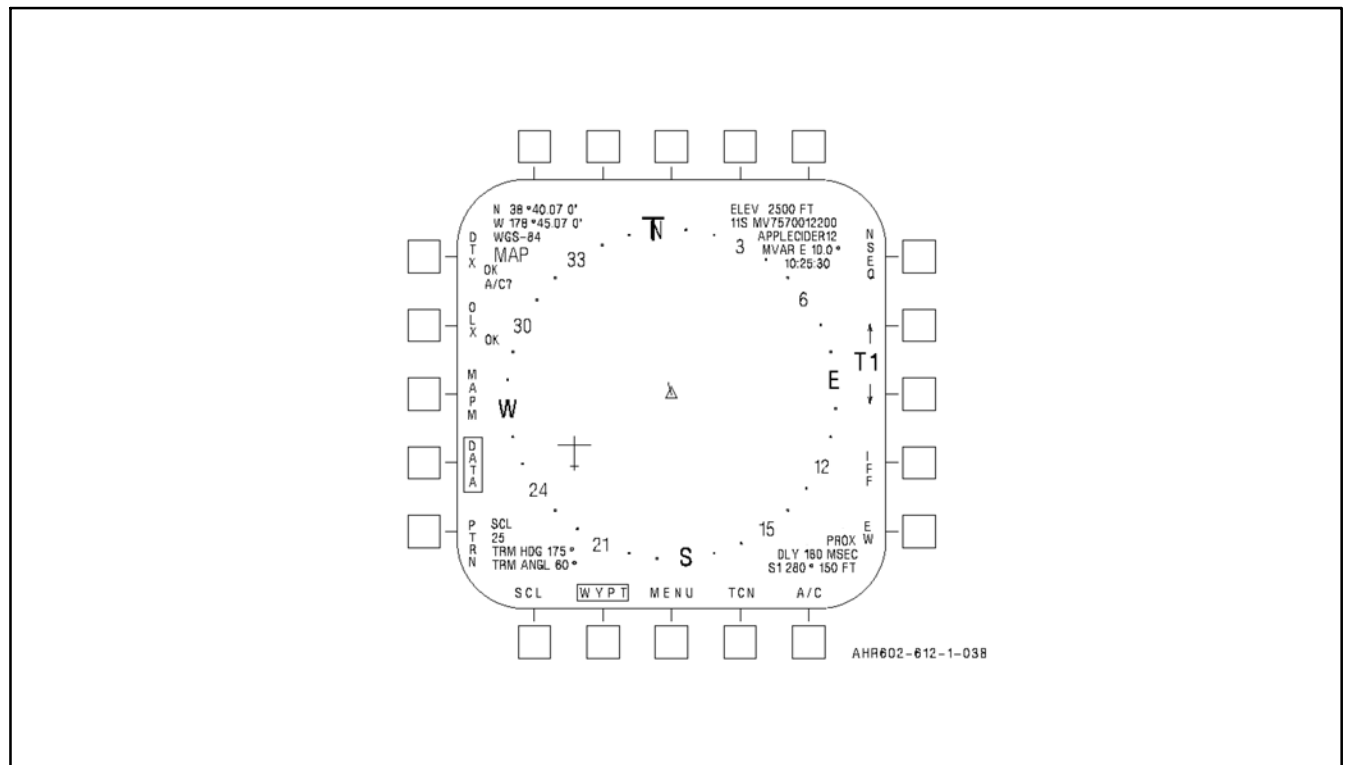 N 38°40.07 0'
W 178°45.07 0'
WGS-84
MAP
DTX
OK
A/C?
OLX
OK
MAPM
DATA
PTRN
SCL
25
TRM HDG 175°
TRM ANGL 60°
N
T
3
6
E
12
15
S
21
24
W
30
33
ELEV 2500 FT
11S MV7570012200
APPLECIDER12
MVAR E 10.0°
10:25:30
NSEQ
↑
T1
↓
IFF
EW
PROX
DLY 160 MSEC
S1 280° 150 FT
SCL WYPT MENU TCN A/C
AHR602-612-1-038